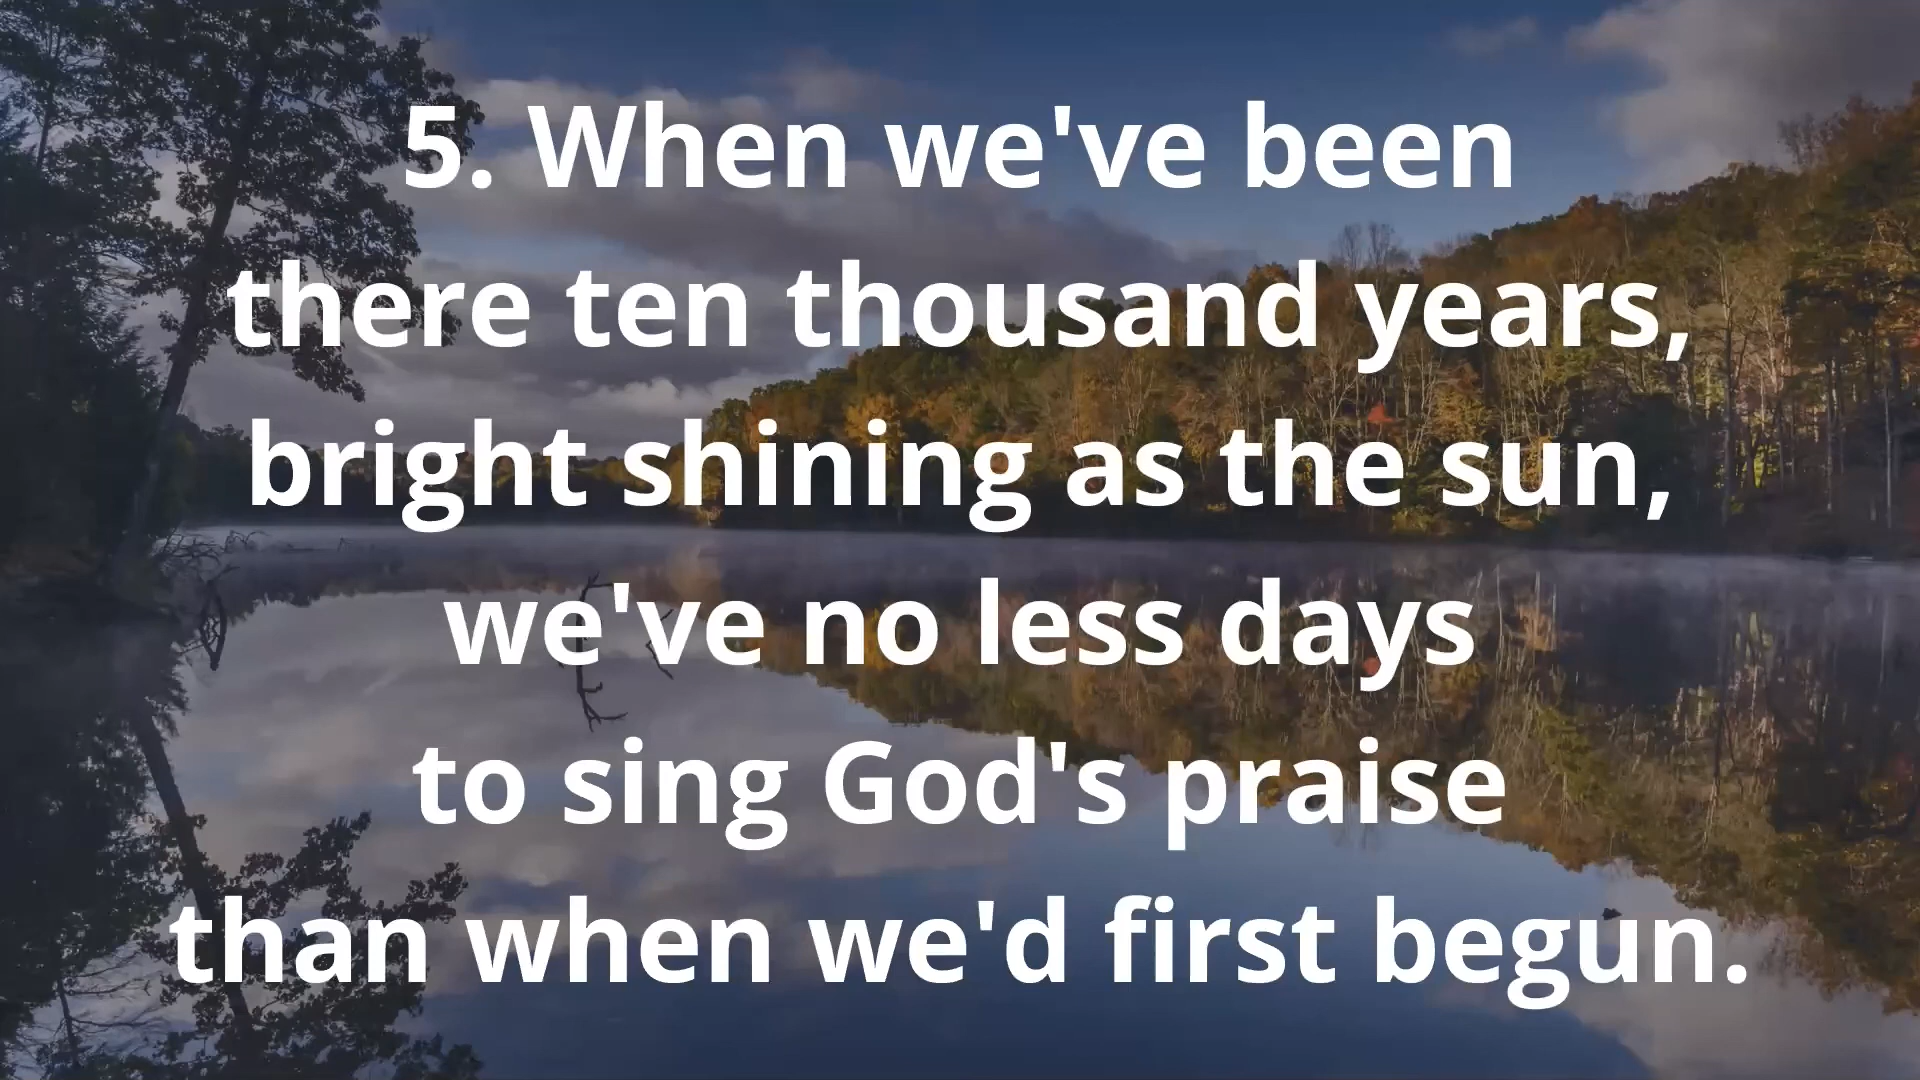 5. When we've been
there ten thousand years,
bright shining as the sun,
we've no less days
to sing God's praise
than when we'd first begun.